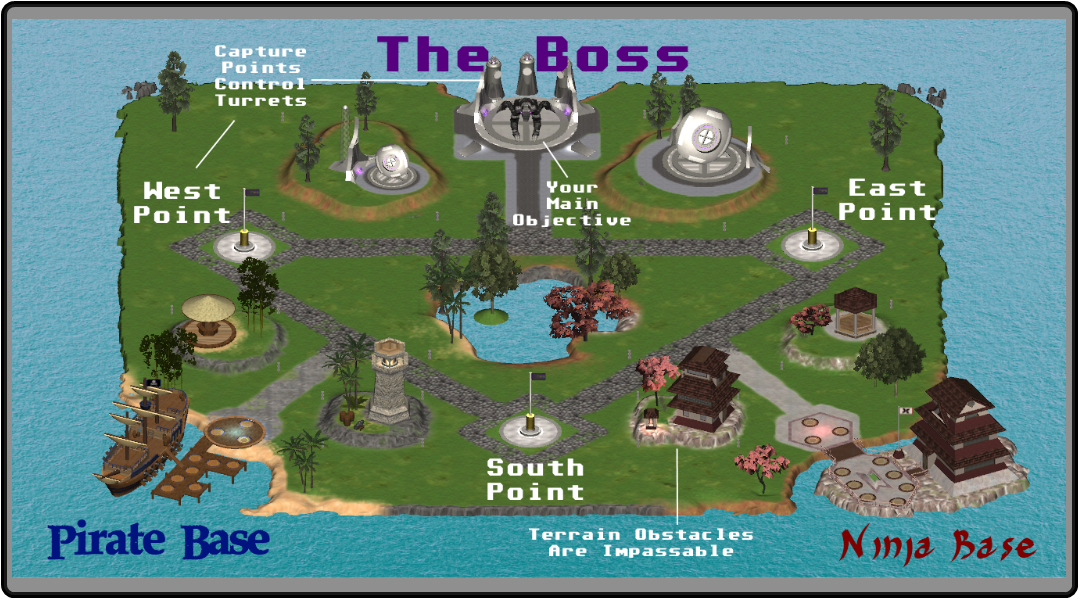 The Boss
Capture
Points
Control
Turrets
West
Point
Your
Main
Objective
East
Point
South
Point
Pirate Base
Terrain Obstacles
Are Impassable
Ninja Base